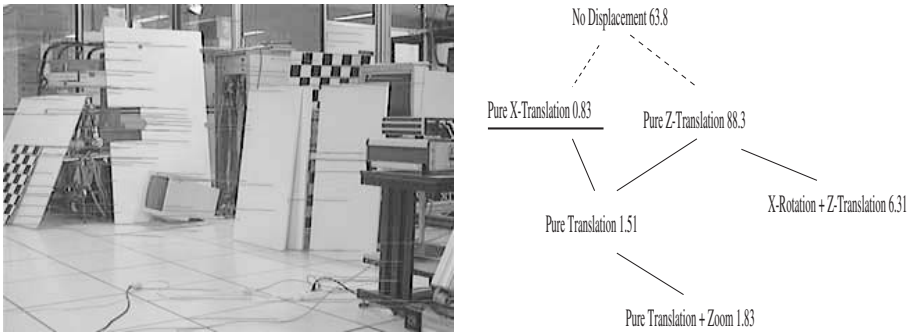 No Displacement 63.8
Pure X-Translation 0.83
Pure Z-Translation 88.3
X-Rotation + Z-Translation 6.31
Pure Translation 1.51
Pure Translation + Zoom 1.83